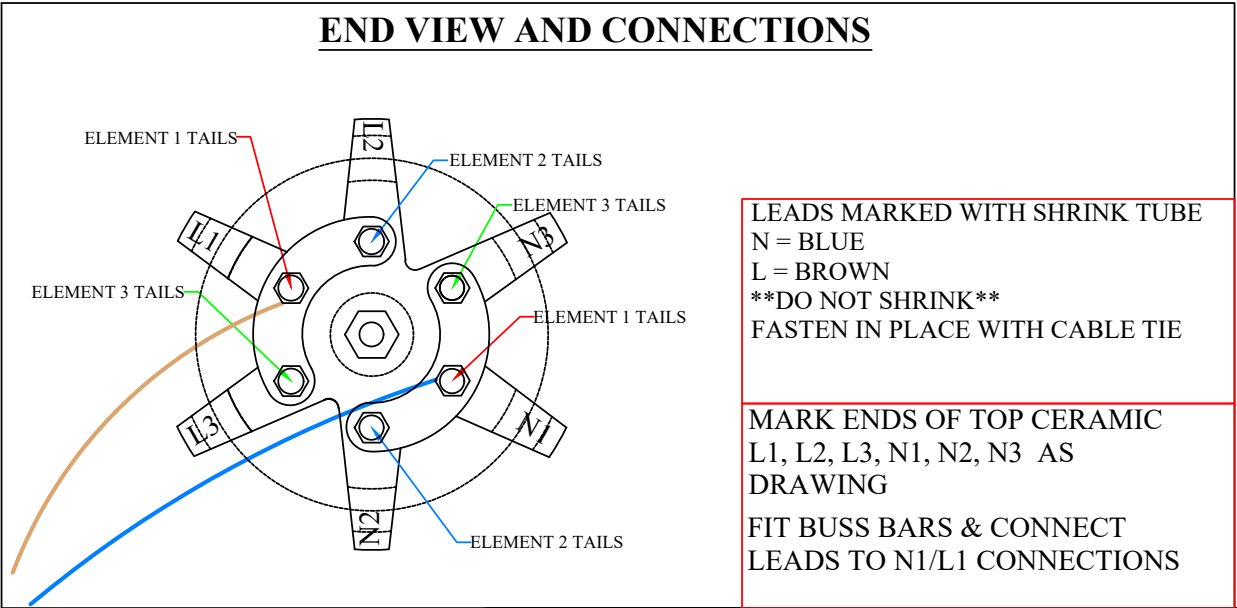 END VIEW AND CONNECTIONS
ELEMENT 1 TAILS
L2
ELEMENT 2 TAILS
ELEMENT 3 TAILS
L1
N3
ELEMENT 3 TAILS
ELEMENT 1 TAILS
L3
N1
N2
ELEMENT 2 TAILS
LEADS MARKED WITH SHRINK TUBE
N = BLUE
L = BROWN
**DO NOT SHRINK**
FASTEN IN PLACE WITH CABLE TIE
MARK ENDS OF TOP CERAMIC
L1, L2, L3, N1, N2, N3 AS
DRAWING
FIT BUSS BARS & CONNECT
LEADS TO N1/L1 CONNECTIONS